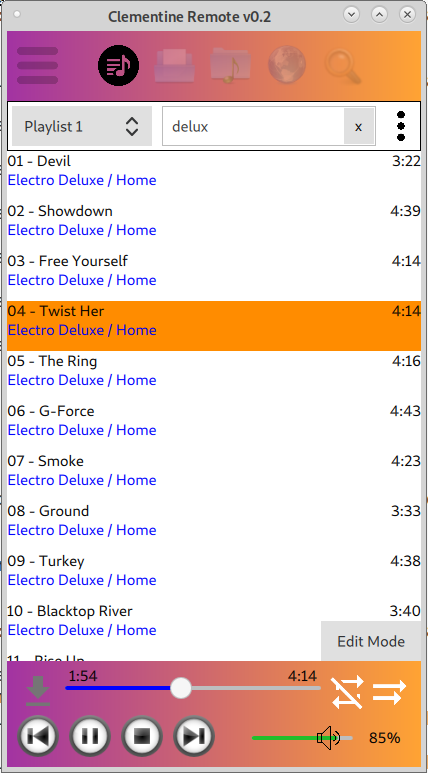 Clementine Remote v0.2
Playlist 1 delux x
01 - Devil 3:22
Electro Deluxe / Home
02 - Showdown 4:39
Electro Deluxe / Home
03 - Free Yourself 4:14
Electro Deluxe / Home
04 - Twist Her 4:14
Electro Deluxe / Home
05 - The Ring 4:16
Electro Deluxe / Home
06 - G-Force 4:43
Electro Deluxe / Home
07 - Smoke 4:23
Electro Deluxe / Home
08 - Ground 3:33
Electro Deluxe / Home
09 - Turkey 4:38
Electro Deluxe / Home
10 - Blacktop River 3:40
Electro Deluxe / Home
Edit Mode
11 - Rise Up
1:54 4:14
85%